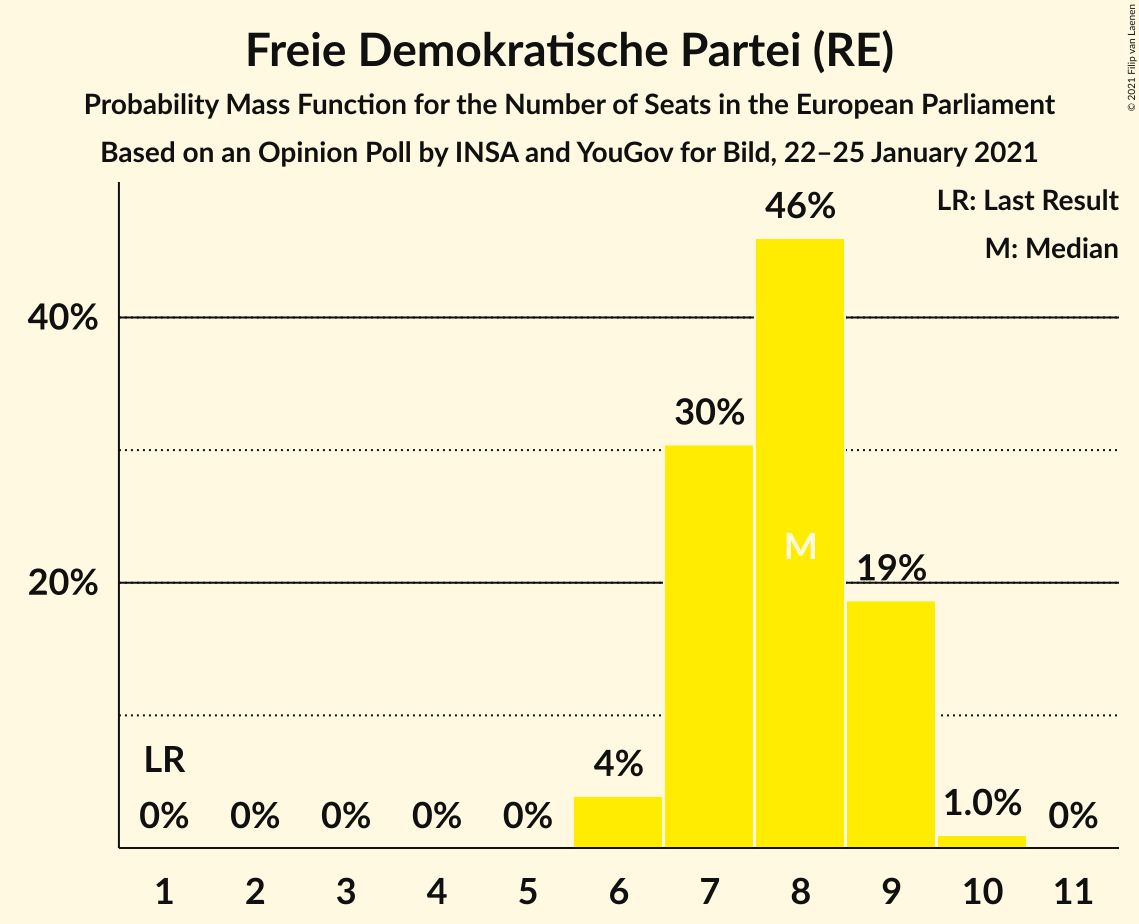 Freie Demokratische Partei (RE)
Probability Mass Function for the Number of Seats in the European Parliament
Based on an Opinion Poll by INSA and YouGov for Bild, 22–25 January 2021
© 2021 Filip van Laenen
LR: Last Result
M: Median
46%
40%
30%
M
20%
19%
LR
4%
0% 0% 0% 0% 0% 1.0% 0%
1 2 3 4 5 6 7 8 9 10 11